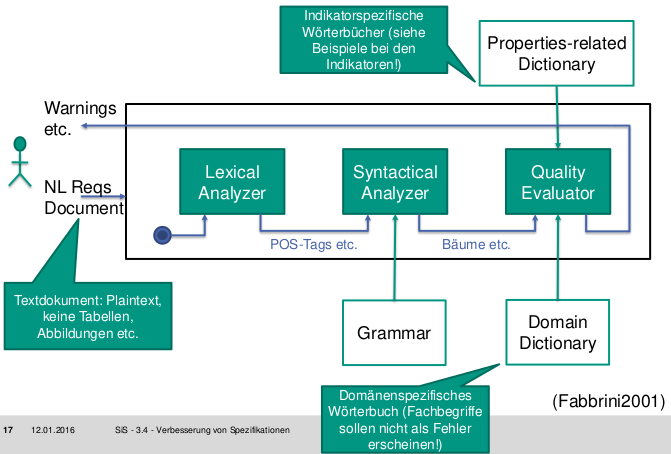 Indikatorspezifische
Wörterbücher (siehe
Beispiele bei den
Indikatoren!)
Properties-related
Dictionary
Warnings
etc.
NL Reqs
Document
Lexical
Analyzer
Syntactical
Analyzer
Quality
Evaluator
POS-Tags etc.
Bäume etc.
Textdokument: Plaintext,
keine Tabellen,
Abbildungen etc.
Grammar
Domain
Dictionary
Domänenspezifisches
Wörterbuch (Fachbegriffe
sollen nicht als Fehler
erscheinen!)
(Fabbrini2001)
17 12.01.2016 SiS - 3.4 - Verbesserung von Spezifikationen